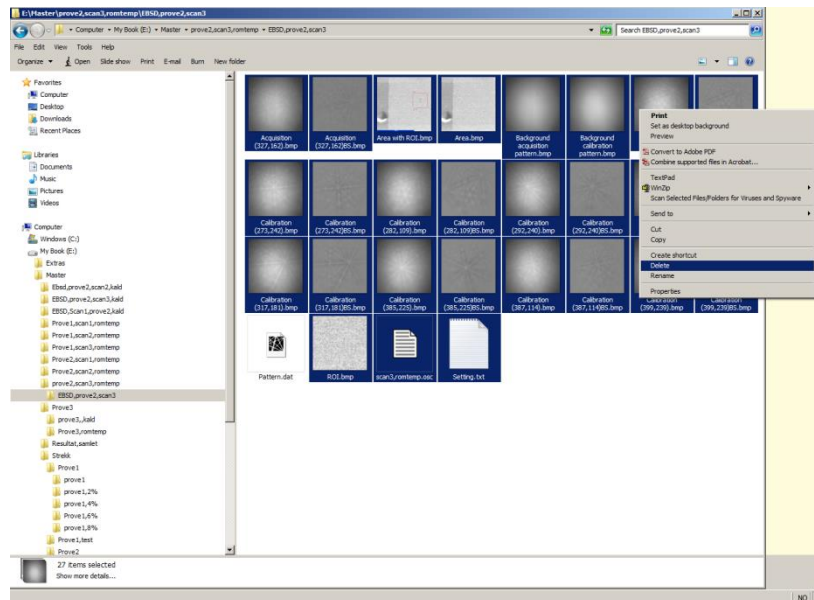 E:\Master\prove2,scan3,romtemp\EBSD,prove2,scan3
Computer
My Book (E:)
Master
prove2,scan3,romtemp
EBSD,prove2,scan3
Search EBSD,prove2,scan3
File Edit View Tools Help
Organize Open Slide show Print E-mail Burn New folder
Favorites
Computer
Desktop
Downloads
Recent Places
Libraries
Documents
Music
Pictures
Videos
Computer
Windows (C:)
My Book (E:)
Extras
Master
Ebsd,prove2,scan2,kald
EBSD,prove2,scan3,kald
EBSD,Scan1,prove2,kald
Prove1,scan1,romtemp
Prove1,scan2,romtemp
Prove1,scan3,romtemp
Prove2,scan1,romtemp
Prove2,scan2,romtemp
prove2,scan3,romtemp
EBSD,prove2,scan3
Prove3
prove3,,kald
Prove3,romtemp
Resultat,samlet
Strekk
Prove1
prove1
prove1,2%
prove1,4%
prove1,6%
prove1,8%
Prove1,test
Prove2
Acquisition
(327,162).bmp
Acquisition
(327,162)BS.bmp
Area with ROI.bmp
Area.bmp
Background
acquisition
pattern.bmp
Background
calibration
pattern.bmp
Calibration
(273,242).bmp
Calibration
(273,242)BS.bmp
Calibration
(282,109).bmp
Calibration
(282,109)BS.bmp
Calibration
(292,240).bmp
Calibration
(292,240)BS.bmp
Calibration
(317,181).bmp
Calibration
(317,181)BS.bmp
Calibration
(385,225).bmp
Calibration
(385,225)BS.bmp
Calibration
(387,114).bmp
Calibration
(387,114)BS.bmp
Calibration
(399,239).bmp
Calibration
(399,239)BS.bmp
Pattern.dat
ROI.bmp
scan3,romtemp.osc
Setting.txt
Print
Set as desktop background
Preview
Convert to Adobe PDF
Combine supported files in Acrobat...
TextPad
WinZip
Scan Selected Files/Folders for Viruses and Spyware
Send to
Cut
Copy
Create shortcut
Delete
Rename
Properties
27 items selected
Show more details...
NO